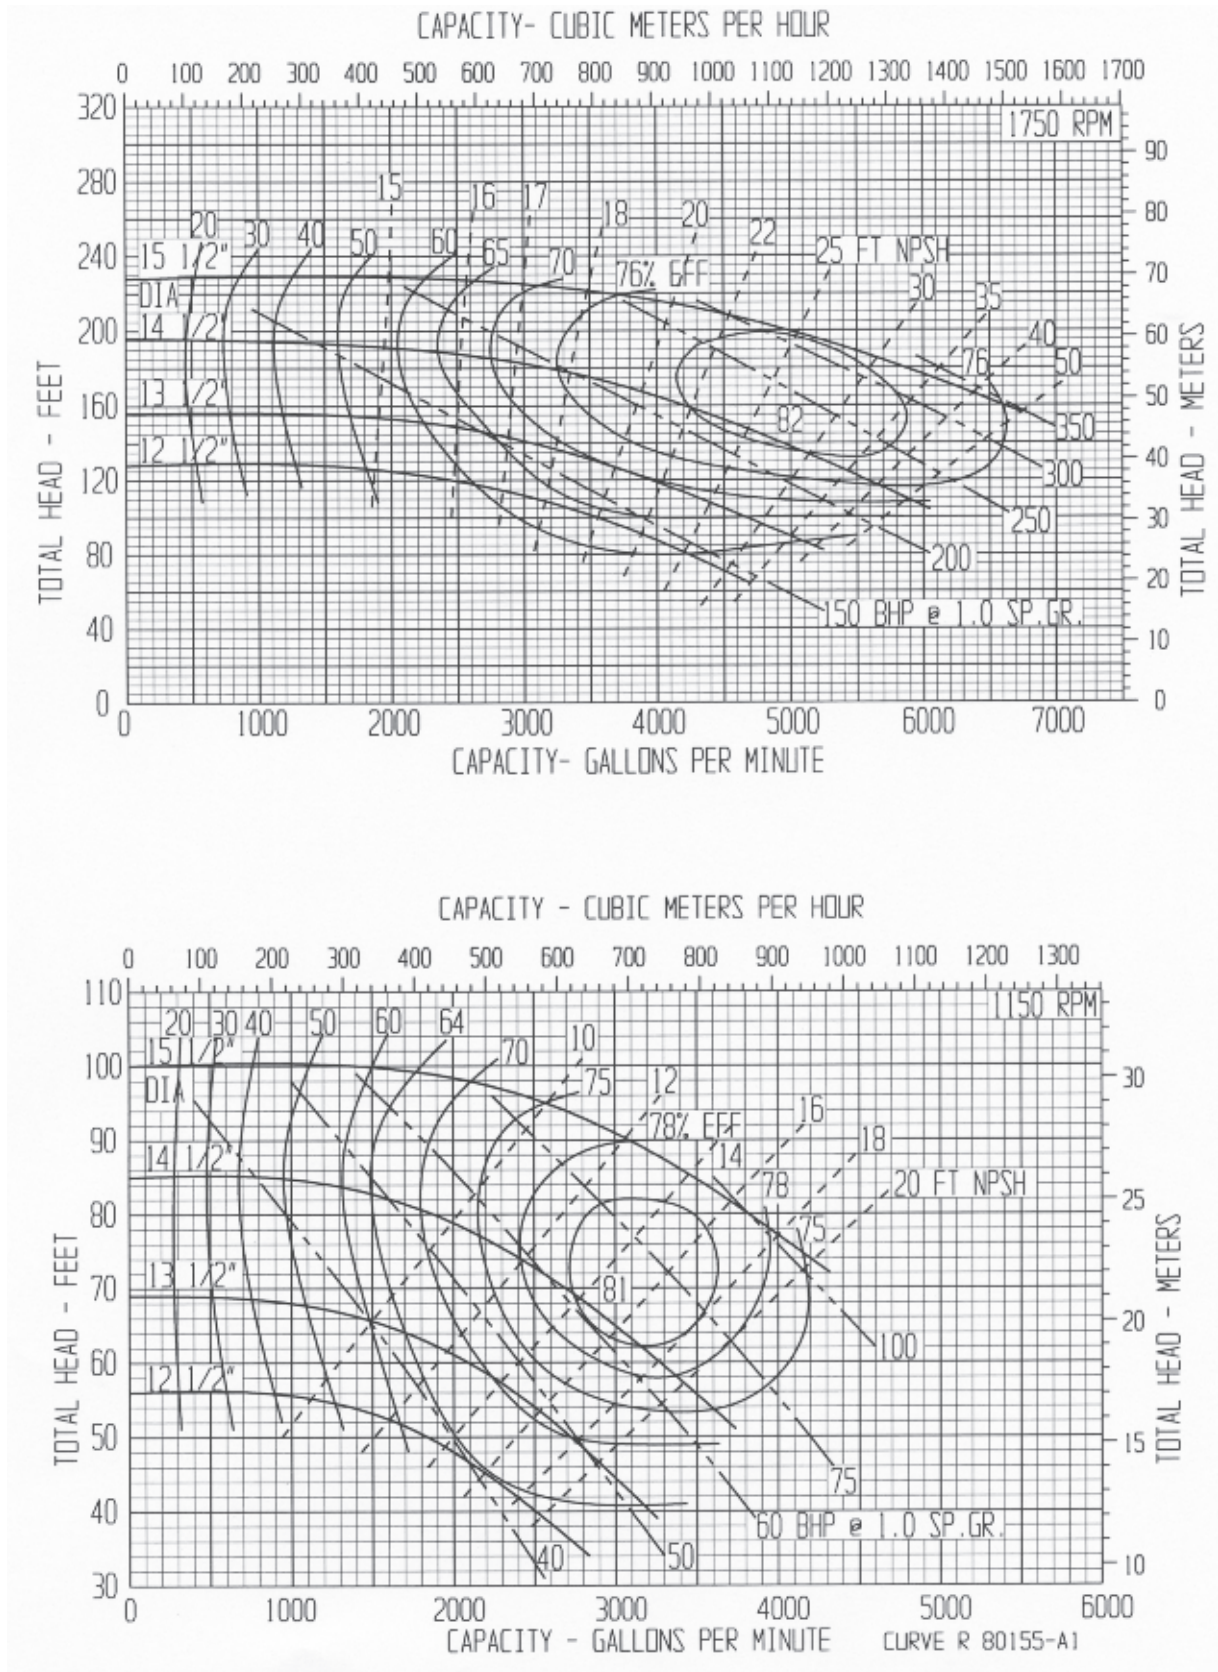 CAPACITY- CUBIC METERS PER HOUR
0 100 200 300 400 500 600 700 800 900 1000 1100 1200 1300 1400 1500 1600 1700
1750 RPM
320
280
240
200
160
120
80
40
0
TOTAL HEAD - FEET
90
80
70
60
50
40
30
20
10
0
TOTAL HEAD - METERS
15 16 17 18 20 22 25 FT NPSH
30 35 40 50
20 30 40 50 60 65 70 76% EFF
76
82
15 1/2"
DIA
14 1/2"
13 1/2"
12 1/2"
350
300
250
200
150 BHP @ 1.0 SP.GR.
0 1000 2000 3000 4000 5000 6000 7000
CAPACITY- GALLONS PER MINUTE
CAPACITY - CUBIC METERS PER HOUR
0 100 200 300 400 500 600 700 800 900 1000 1100 1200 1300
1150 RPM
110
100
90
80
70
60
50
40
30
TOTAL HEAD - FEET
30
25
20
15
10
TOTAL HEAD - METERS
20 30 40 50 60 64 70 75
78% EFF
78
75
81
10 12 14 16 18
20 FT NPSH
15 1/2"
DIA
14 1/2"
13 1/2"
12 1/2"
100
75
60 BHP @ 1.0 SP.GR.
50
40
0 1000 2000 3000 4000 5000 6000
CAPACITY - GALLONS PER MINUTE
CURVE R 80155-A1